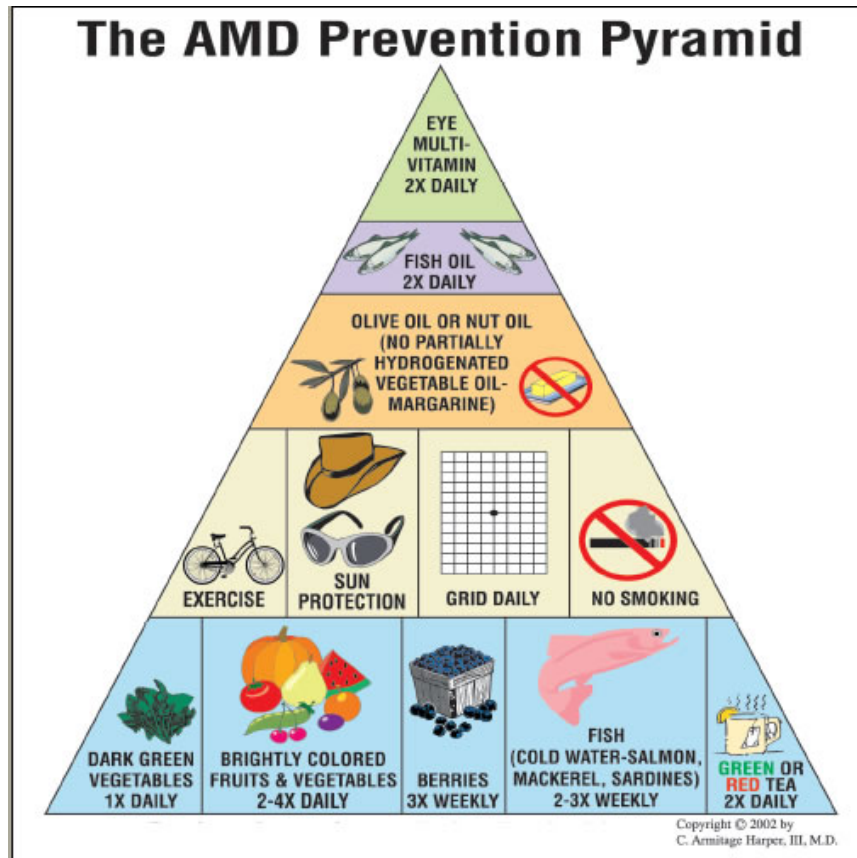 The AMD Prevention Pyramid
EYE
MULTI-
VITAMIN
2X DAILY
FISH OIL
2X DAILY
OLIVE OIL OR NUT OIL
(NO PARTIALLY
HYDROGENATED
VEGETABLE OIL-
MARGARINE)
EXERCISE
SUN
PROTECTION
GRID DAILY
NO SMOKING
DARK GREEN
VEGETABLES
1X DAILY
BRIGHTLY COLORED
FRUITS & VEGETABLES
2-4X DAILY
BERRIES
3X WEEKLY
FISH
(COLD WATER-SALMON,
MACKEREL, SARDINES)
2-3X WEEKLY
GREEN OR
RED TEA
2X DAILY
Copyright © 2002 by
C. Armitage Harper, III, M.D.